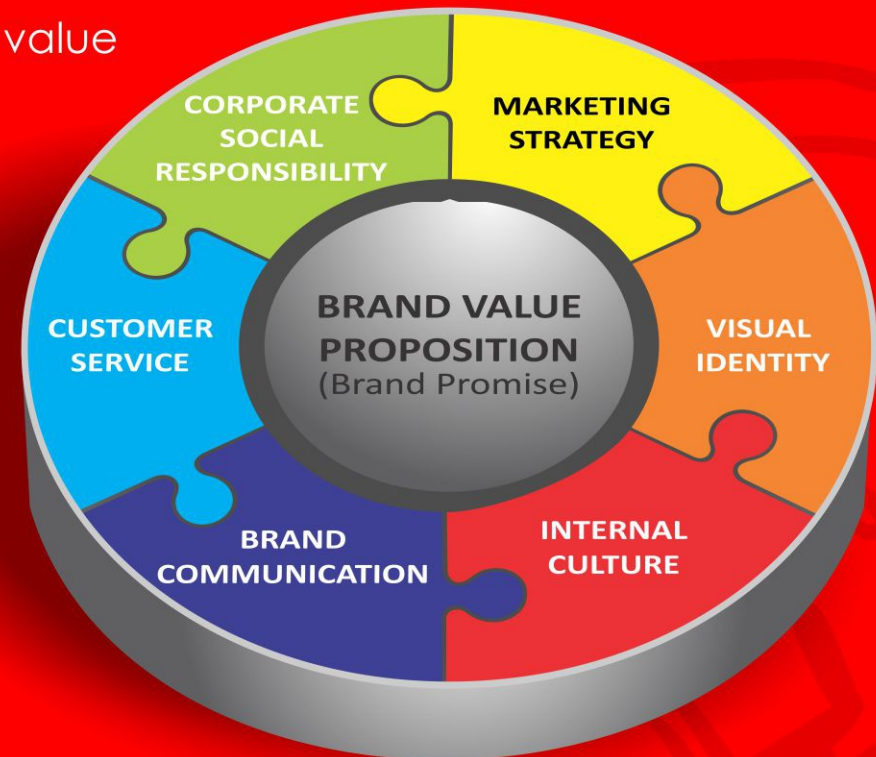 value
CORPORATE
SOCIAL
RESPONSIBILITY
MARKETING
STRATEGY
CUSTOMER
SERVICE
BRAND VALUE
PROPOSITION
(Brand Promise)
VISUAL
IDENTITY
BRAND
COMMUNICATION
INTERNAL
CULTURE